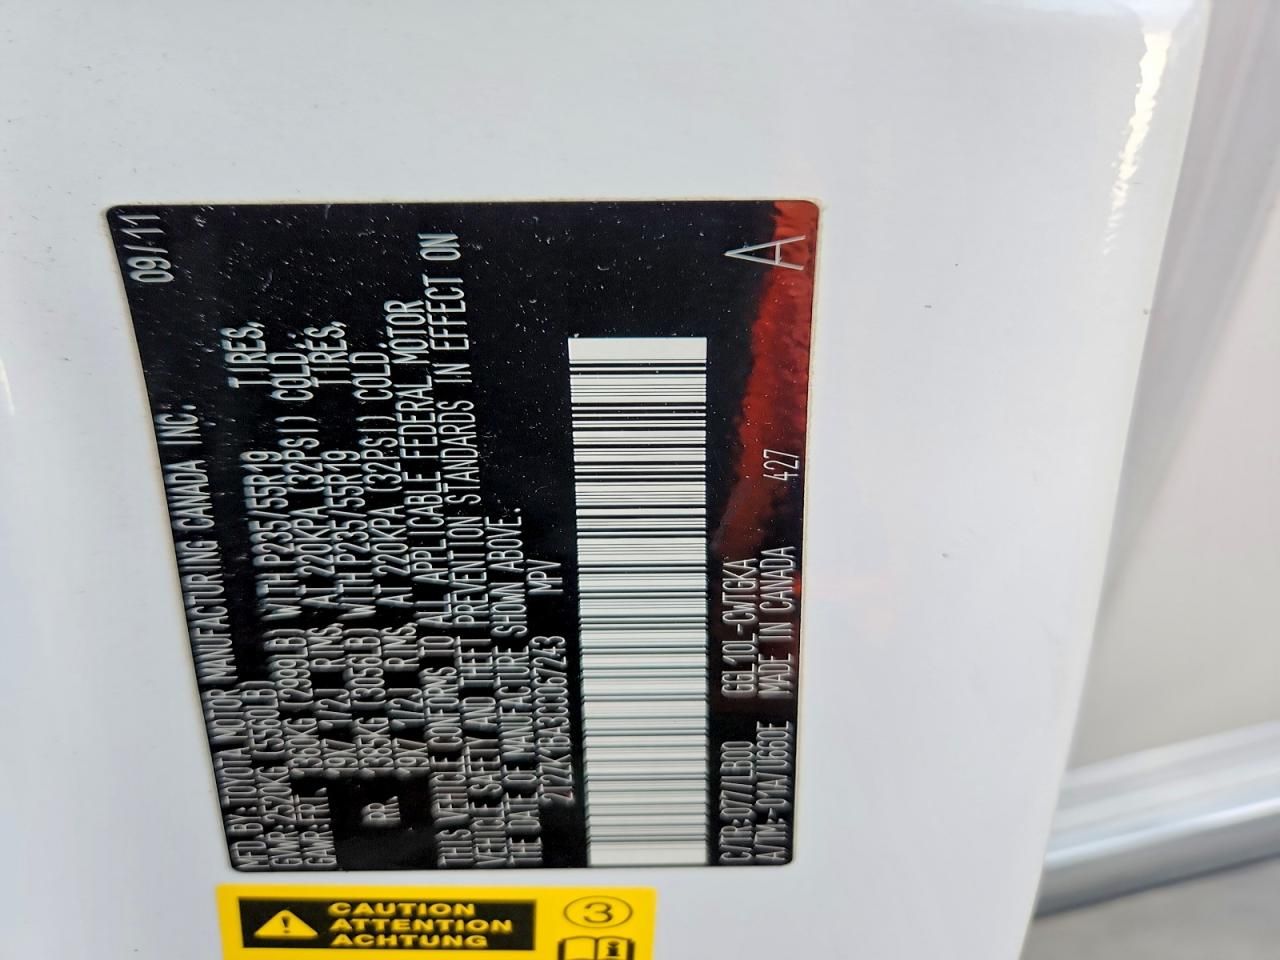 MFD.BY:TOYOTA MOTOR MANUFACTURING CANADA INC. 09/11
GVWR:2520KG(5560LB)
GAWR:FRT 1360KG(2999LB)WITH P235/55R19 TIRES,
19X7 1/2J RIMS, AT 220KPA(32PSI) COLD.
RR. 1385KG(3056LB)WITH P235/55R19 TIRES,
19X7 1/2J RIMS, AT 220KPA(32PSI) COLD.
THIS VEHICLE CONFORMS TO ALL APPLICABLE FEDERAL MOTOR
VEHICLE SAFETY AND THEFT PREVENTION STANDARDS IN EFFECT ON
THE DATE OF MANUFACTURE SHOWN ABOVE.
2T2ZK1BA3CC067243 MPV
C/TR:077/LB00 GGL10L-CWTGKA
A/TM:-01A/U660E MADE IN CANADA 427
A
CAUTION
ATTENTION
ACHTUNG
3